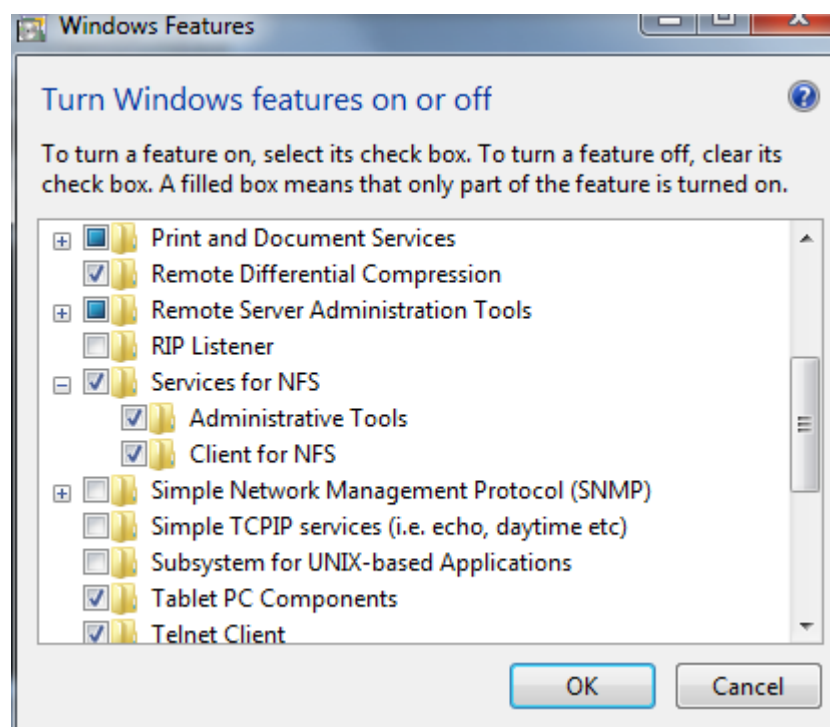 Windows Features
Turn Windows features on or off
To turn a feature on, select its check box. To turn a feature off, clear its
check box. A filled box means that only part of the feature is turned on.
Print and Document Services
Remote Differential Compression
Remote Server Administration Tools
RIP Listener
Services for NFS
Administrative Tools
Client for NFS
Simple Network Management Protocol (SNMP)
Simple TCPIP services (i.e. echo, daytime etc)
Subsystem for UNIX-based Applications
Tablet PC Components
Telnet Client
OK Cancel